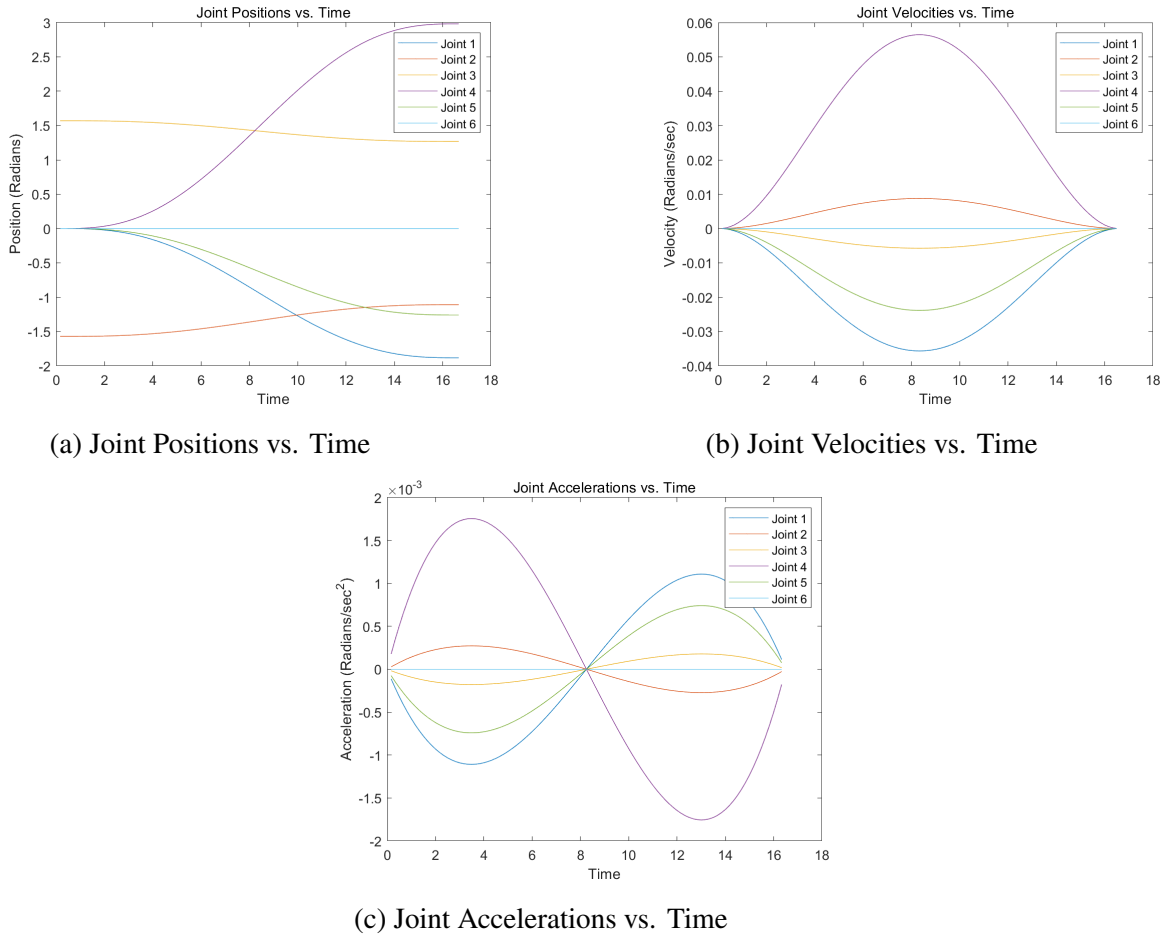 Joint Positions vs. Time
3
2.5
2
1.5
1
0.5
0
-0.5
-1
-1.5
-2
Position (Radians)
0 2 4 6 8 10 12 14 16 18
Time
Joint 1
Joint 2
Joint 3
Joint 4
Joint 5
Joint 6
(a) Joint Positions vs. Time
Joint Velocities vs. Time
0.06
0.05
0.04
0.03
0.02
0.01
0
-0.01
-0.02
-0.03
-0.04
Velocity (Radians/sec)
0 2 4 6 8 10 12 14 16 18
Time
Joint 1
Joint 2
Joint 3
Joint 4
Joint 5
Joint 6
(b) Joint Velocities vs. Time
Joint Accelerations vs. Time
×10⁻³
2
1.5
1
0.5
0
-0.5
-1
-1.5
-2
Acceleration (Radians/sec²)
0 2 4 6 8 10 12 14 16 18
Time
Joint 1
Joint 2
Joint 3
Joint 4
Joint 5
Joint 6
(c) Joint Accelerations vs. Time